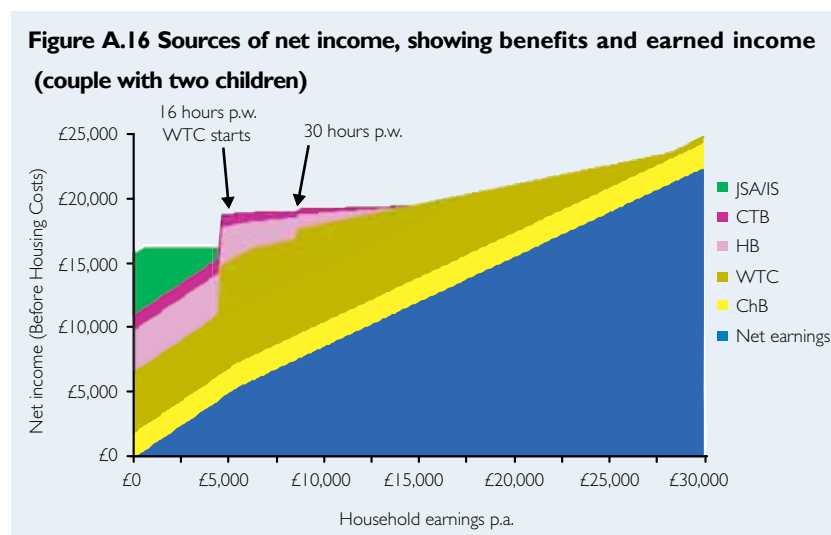 Figure A.16 Sources of net income, showing benefits and earned income
(couple with two children)
16 hours p.w.
WTC starts
30 hours p.w.
Net income (Before Housing Costs)
£25,000
£20,000
£15,000
£10,000
£5,000
£0
£0 £5,000 £10,000 £15,000 £20,000 £25,000 £30,000
Household earnings p.a.
JSA/IS
CTB
HB
WTC
ChB
Net earnings